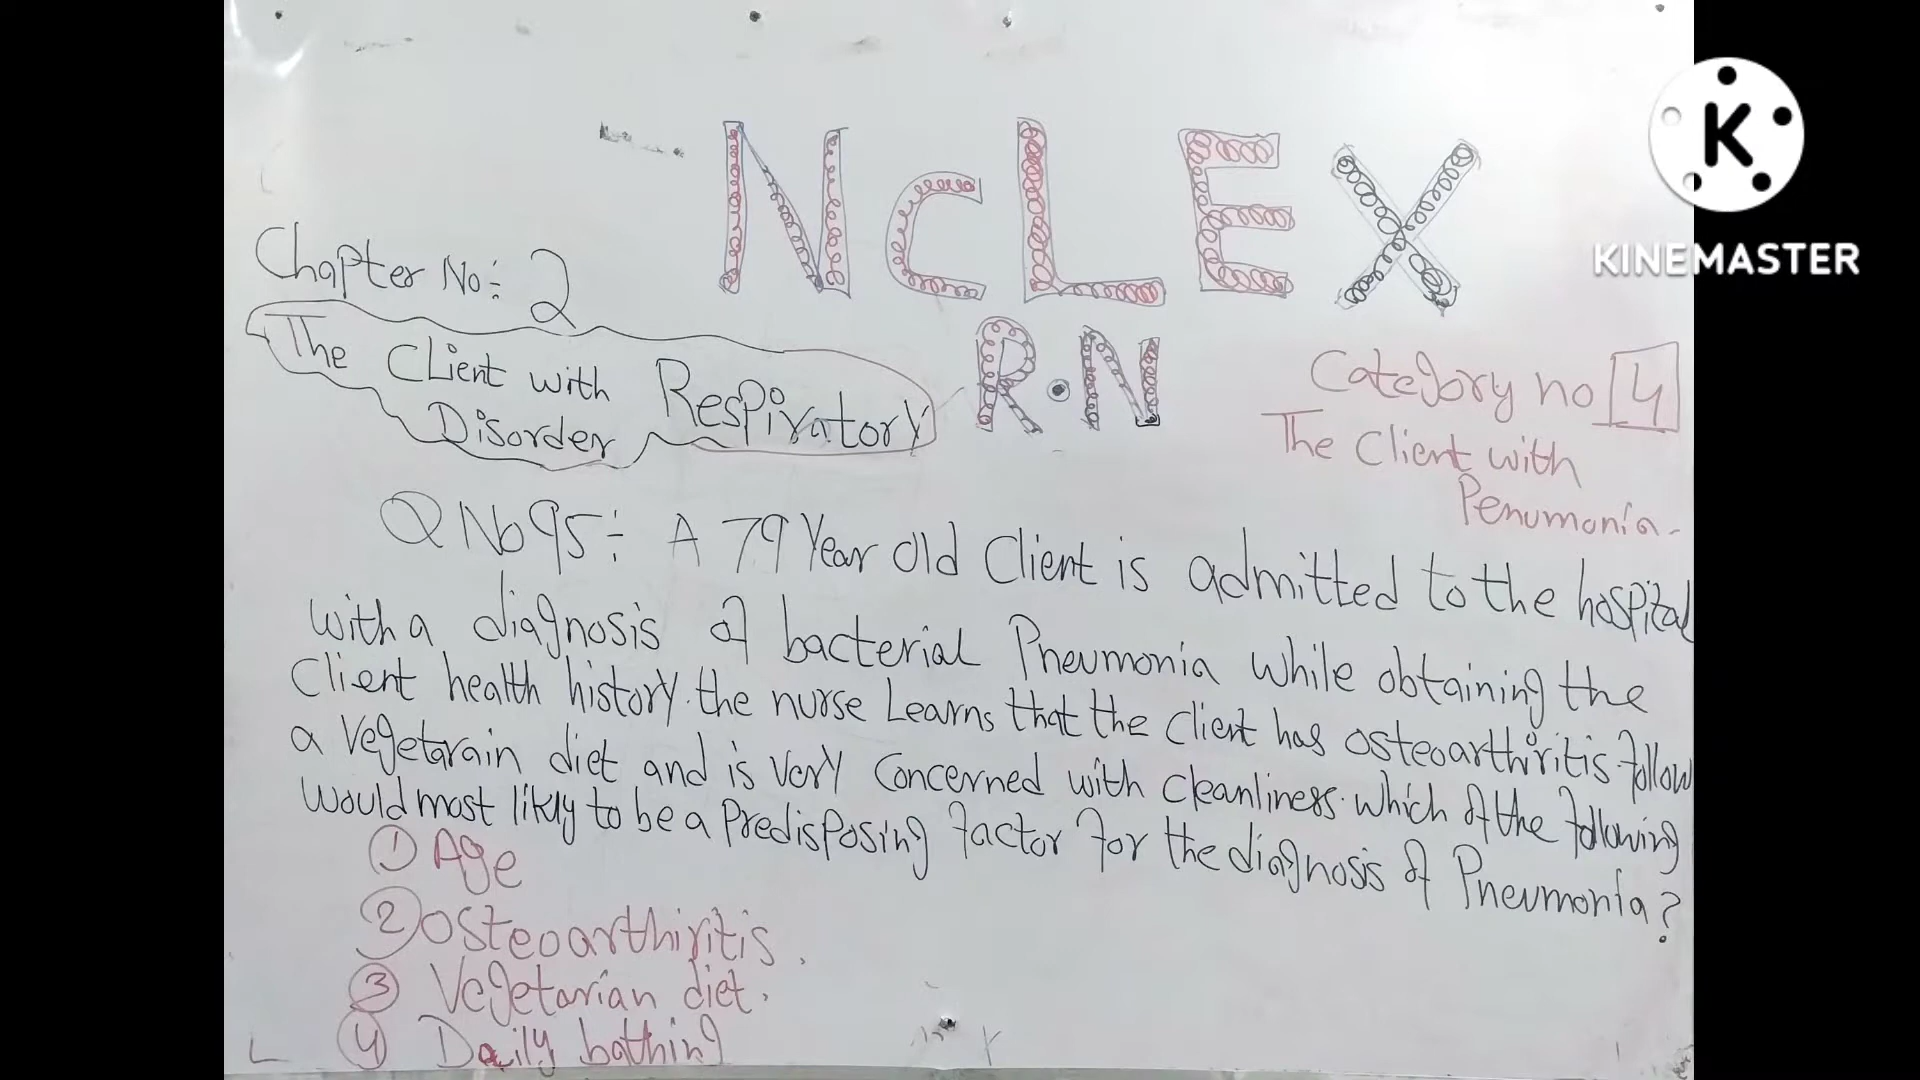 NcLEX
R.N
KINEMASTER
Chapter No: 2
The Client with Respiratory
Disorder
Category no 4
The Client with
Penumonia-
Q No 95: A 79 Year old Client is admitted to the hospital
with a diagnosis of bacterial Pneumonia while obtaining the
Client health history. the nurse Learns that the client has osteoarthiritis. follow
a Vegetarain diet and is very concerned with cleanliness. which of the following
would most likly to be a Predisposing factor for the diagnosis of Pneumonia?
① Age
② osteoarthiritis.
③ Vegetarian diet.
④ Daily bathing